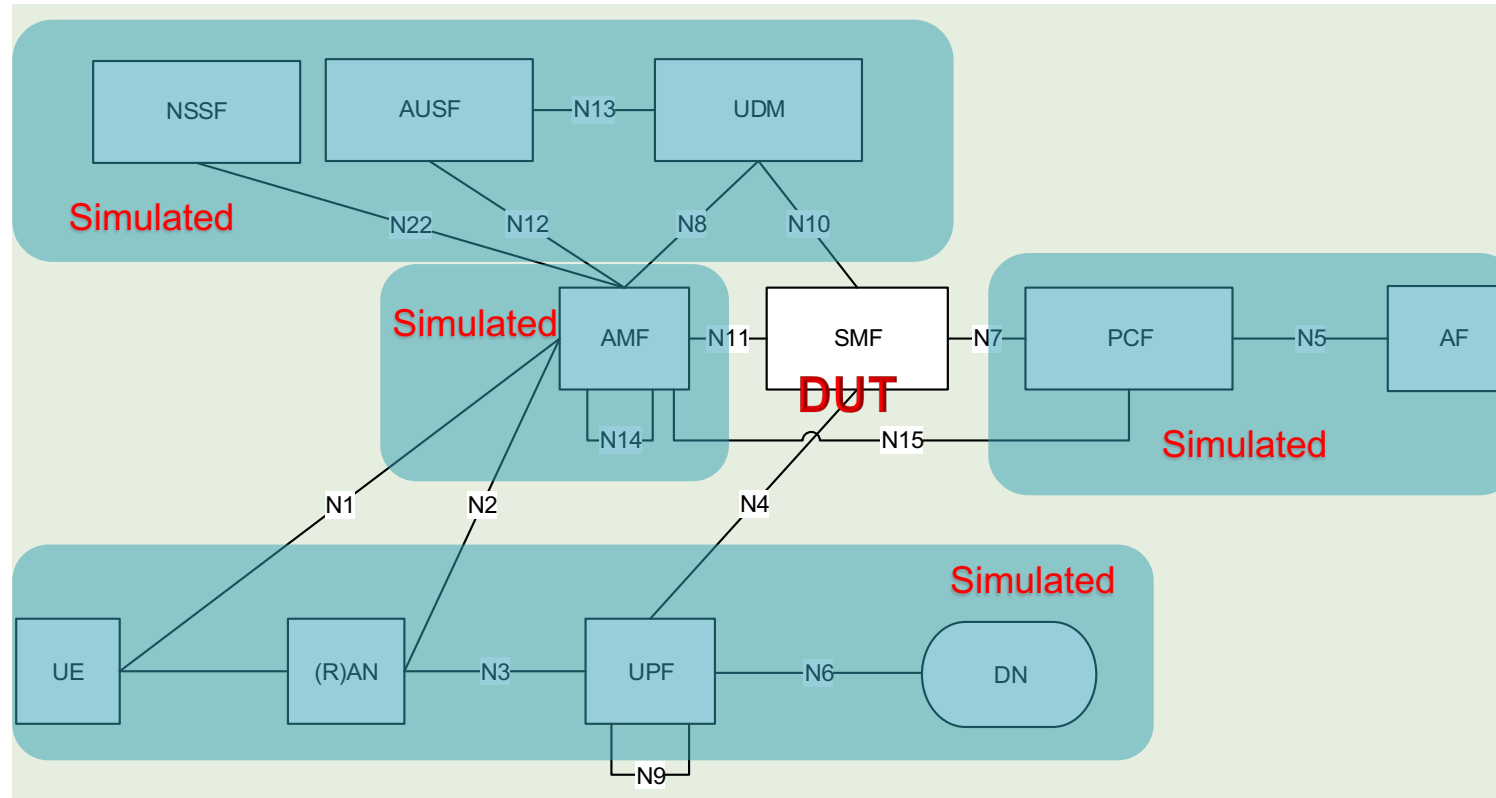 NSSF
AUSF
N13
UDM
Simulated
N22
N12
N8
N10
Simulated
AMF
N11
SMF
DUT
N7
PCF
N5
AF
N14
N15
Simulated
N1
N2
N4
Simulated
UE
(R)AN
N3
UPF
N6
DN
N9